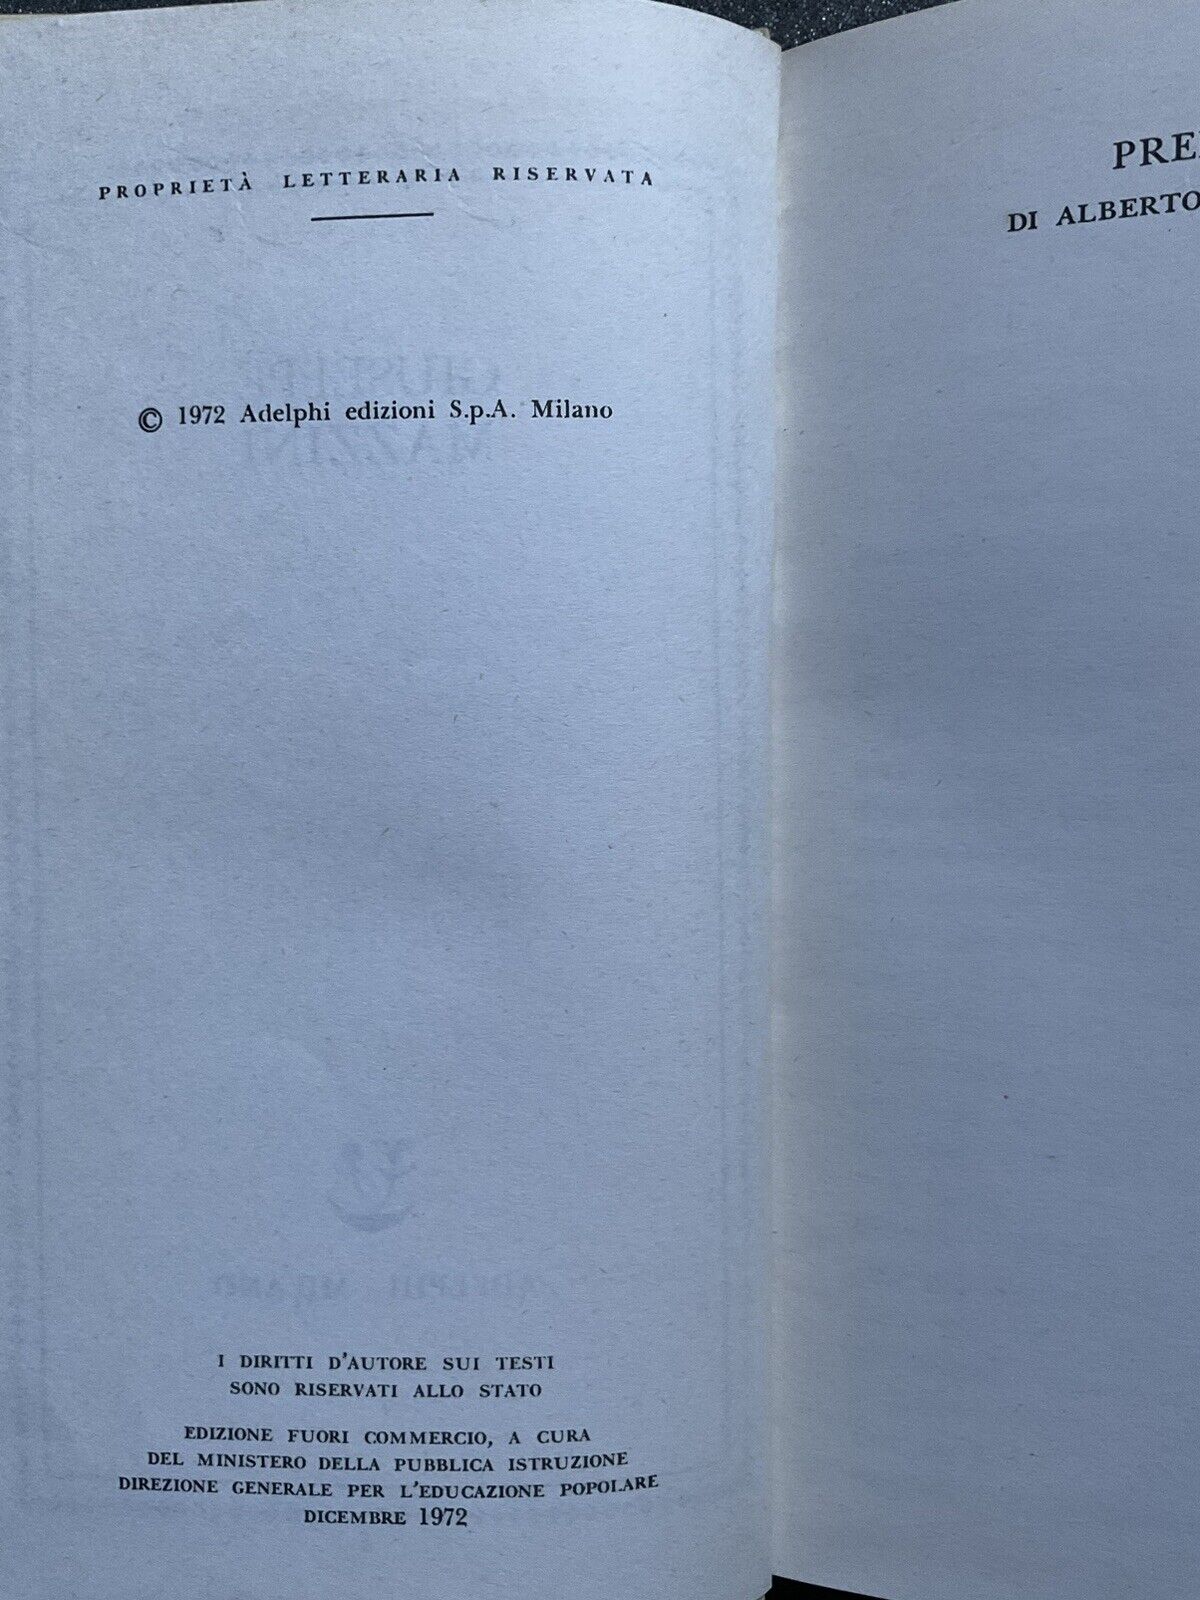 PROPRIETÀ LETTERARIA RISERVATA
© 1972 Adelphi edizioni S.p.A. Milano
I DIRITTI D'AUTORE SUI TESTI
SONO RISERVATI ALLO STATO
EDIZIONE FUORI COMMERCIO, A CURA
DEL MINISTERO DELLA PUBBLICA ISTRUZIONE
DIREZIONE GENERALE PER L'EDUCAZIONE POPOLARE
DICEMBRE 1972
PRE
DI ALBERTO